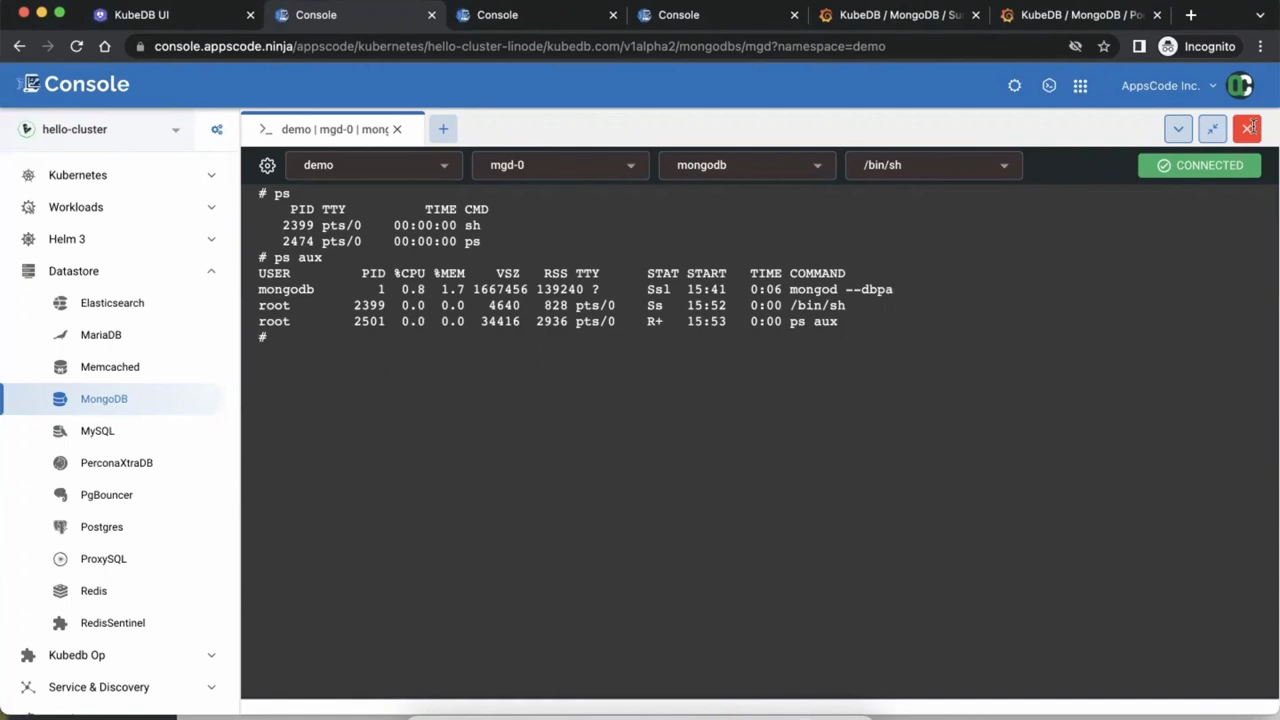 KubeDB UI
Console
Console
Console
KubeDB / MongoDB / Su
KubeDB / MongoDB / Po
console.appscode.ninja/appscode/kubernetes/hello-cluster-linode/kubedb.com/v1alpha2/mongodbs/mgd?namespace=demo
Incognito
Console
AppsCode Inc.
hello-cluster
demo | mgd-0 | mong
demo
mgd-0
mongodb
/bin/sh
CONNECTED
Kubernetes
Workloads
Helm 3
Datastore
Elasticsearch
MariaDB
Memcached
MongoDB
MySQL
PerconaXtraDB
PgBouncer
Postgres
ProxySQL
Redis
RedisSentinel
Kubedb Op
Service & Discovery
# ps
PID TTY TIME CMD
2399 pts/0 00:00:00 sh
2474 pts/0 00:00:00 ps
# ps aux
USER PID %CPU %MEM VSZ RSS TTY STAT START TIME COMMAND
mongodb 1 0.8 1.7 1667456 139240 ? Ssl 15:41 0:06 mongod --dbpa
root 2399 0.0 0.0 4640 828 pts/0 Ss 15:52 0:00 /bin/sh
root 2501 0.0 0.0 34416 2936 pts/0 R+ 15:53 0:00 ps aux
#